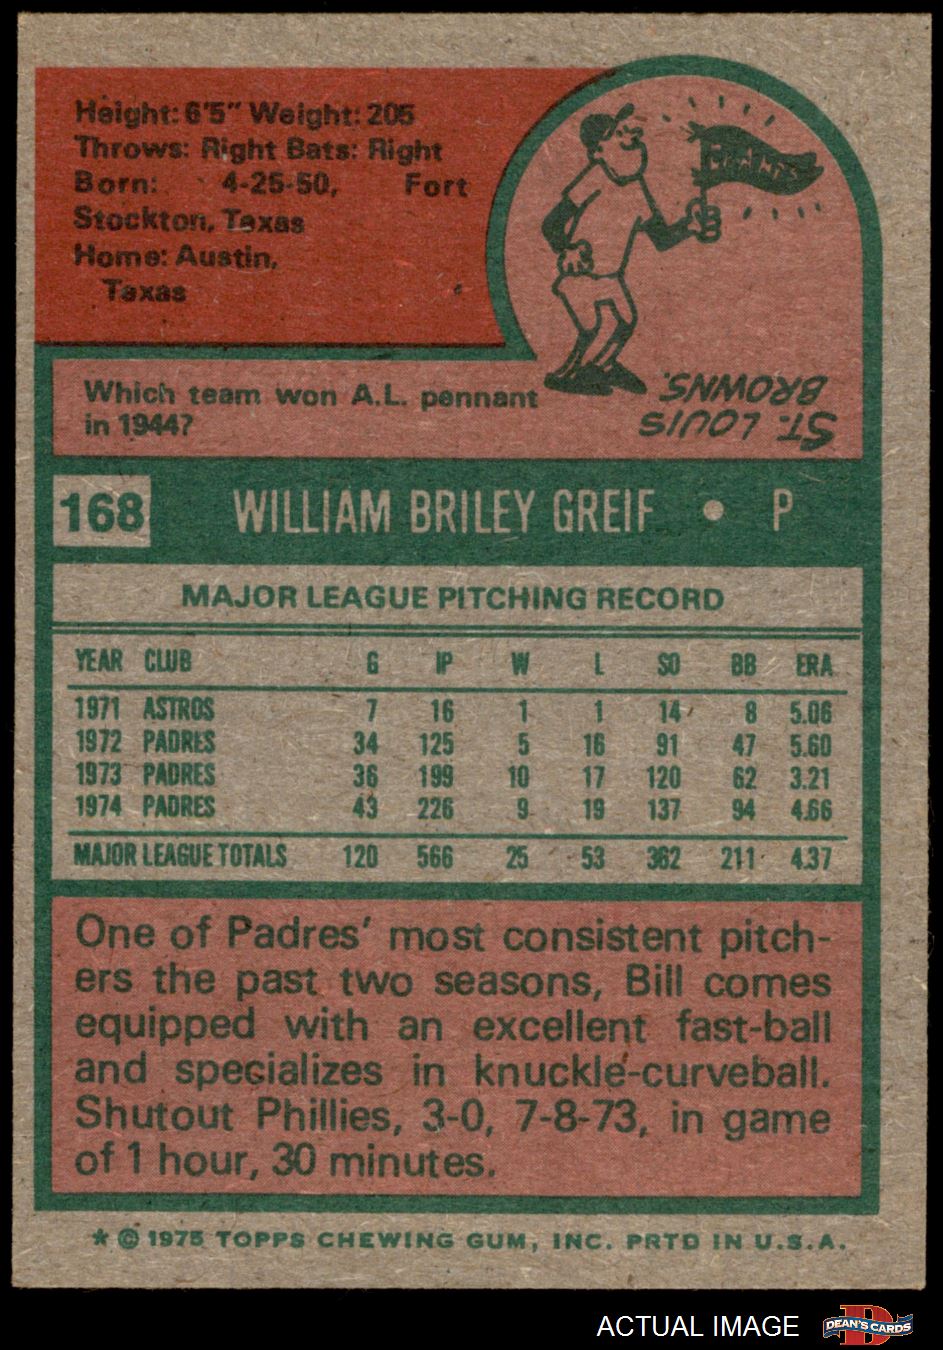 Height: 6'5" Weight: 205
Throws: Right Bats: Right
Born: 4-25-50, Fort
Stockton, Texas
Home: Austin,
Texas
Which team won A.L. pennant
in 1944?
ST. LOUIS
BROWNS.
168 WILLIAM BRILEY GREIF • P
MAJOR LEAGUE PITCHING RECORD
YEAR CLUB G IP W L SO BB ERA
1971 ASTROS 7 16 1 1 14 8 5.06
1972 PADRES 34 125 5 16 91 47 5.60
1973 PADRES 36 199 10 17 120 62 3.21
1974 PADRES 43 226 9 19 137 94 4.66
MAJOR LEAGUE TOTALS 120 566 25 53 362 211 4.37
One of Padres' most consistent pitch-
ers the past two seasons, Bill comes
equipped with an excellent fast-ball
and specializes in knuckle-curveball.
Shutout Phillies, 3-0, 7-8-73, in game
of 1 hour, 30 minutes.
* © 1975 TOPPS CHEWING GUM, INC. PRTD IN U.S.A.
ACTUAL IMAGE
D
DEAN'S CARDS